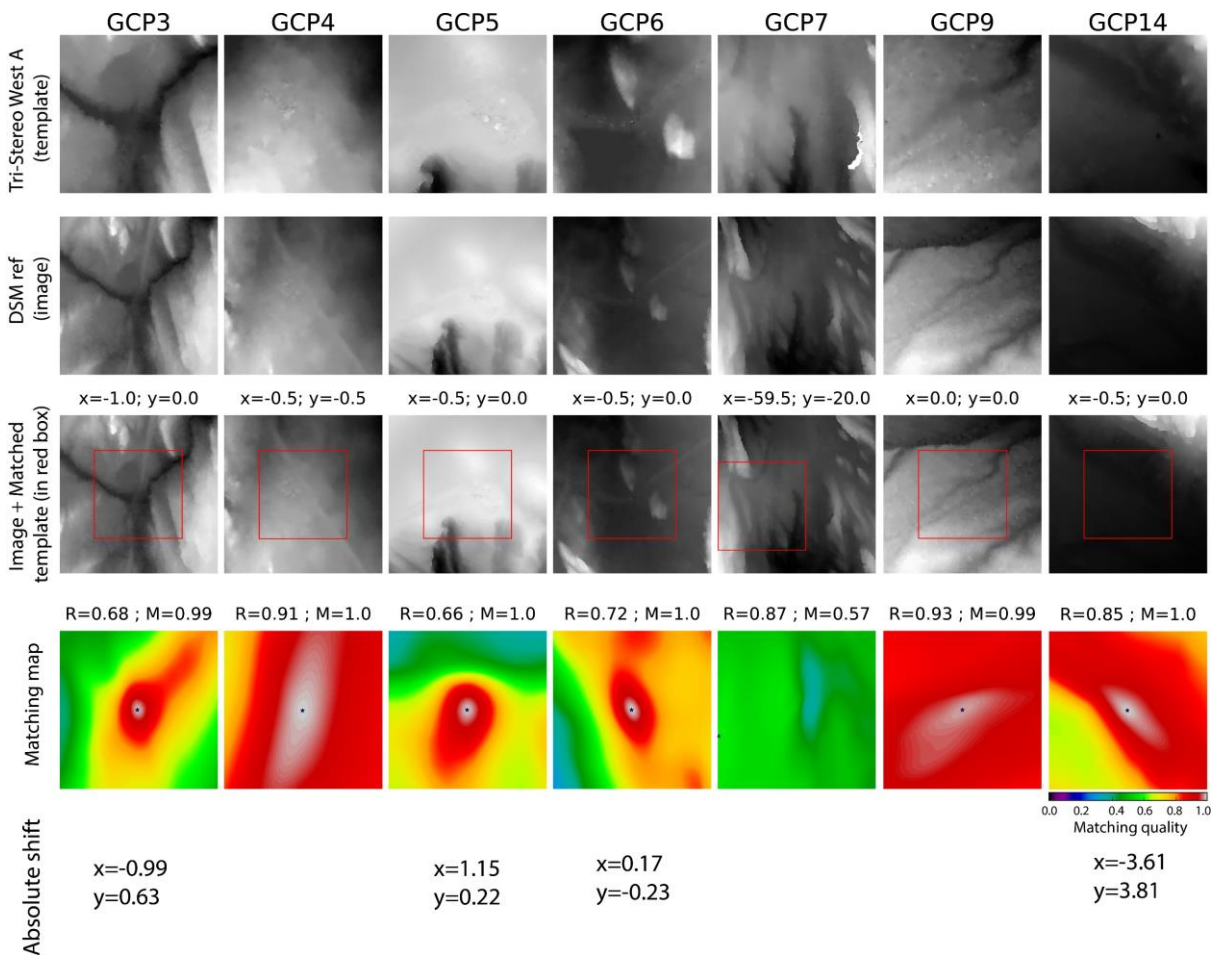 GCP3 GCP4 GCP5 GCP6 GCP7 GCP9 GCP14
Tri-Stereo West A
(template)
DSM ref
(image)
x=-1.0; y=0.0 x=-0.5; y=-0.5 x=-0.5; y=0.0 x=-0.5; y=0.0 x=-59.5; y=-20.0 x=0.0; y=0.0 x=-0.5; y=0.0
Image + Matched
template (in red box)
R=0.68 ; M=0.99 R=0.91 ; M=1.0 R=0.66 ; M=1.0 R=0.72 ; M=1.0 R=0.87 ; M=0.57 R=0.93 ; M=0.99 R=0.85 ; M=1.0
Matching map
0.0 0.2 0.4 0.6 0.8 1.0
Matching quality
Absolute shift
x=-0.99 x=1.15 x=0.17 x=-3.61
y=0.63 y=0.22 y=-0.23 y=3.81